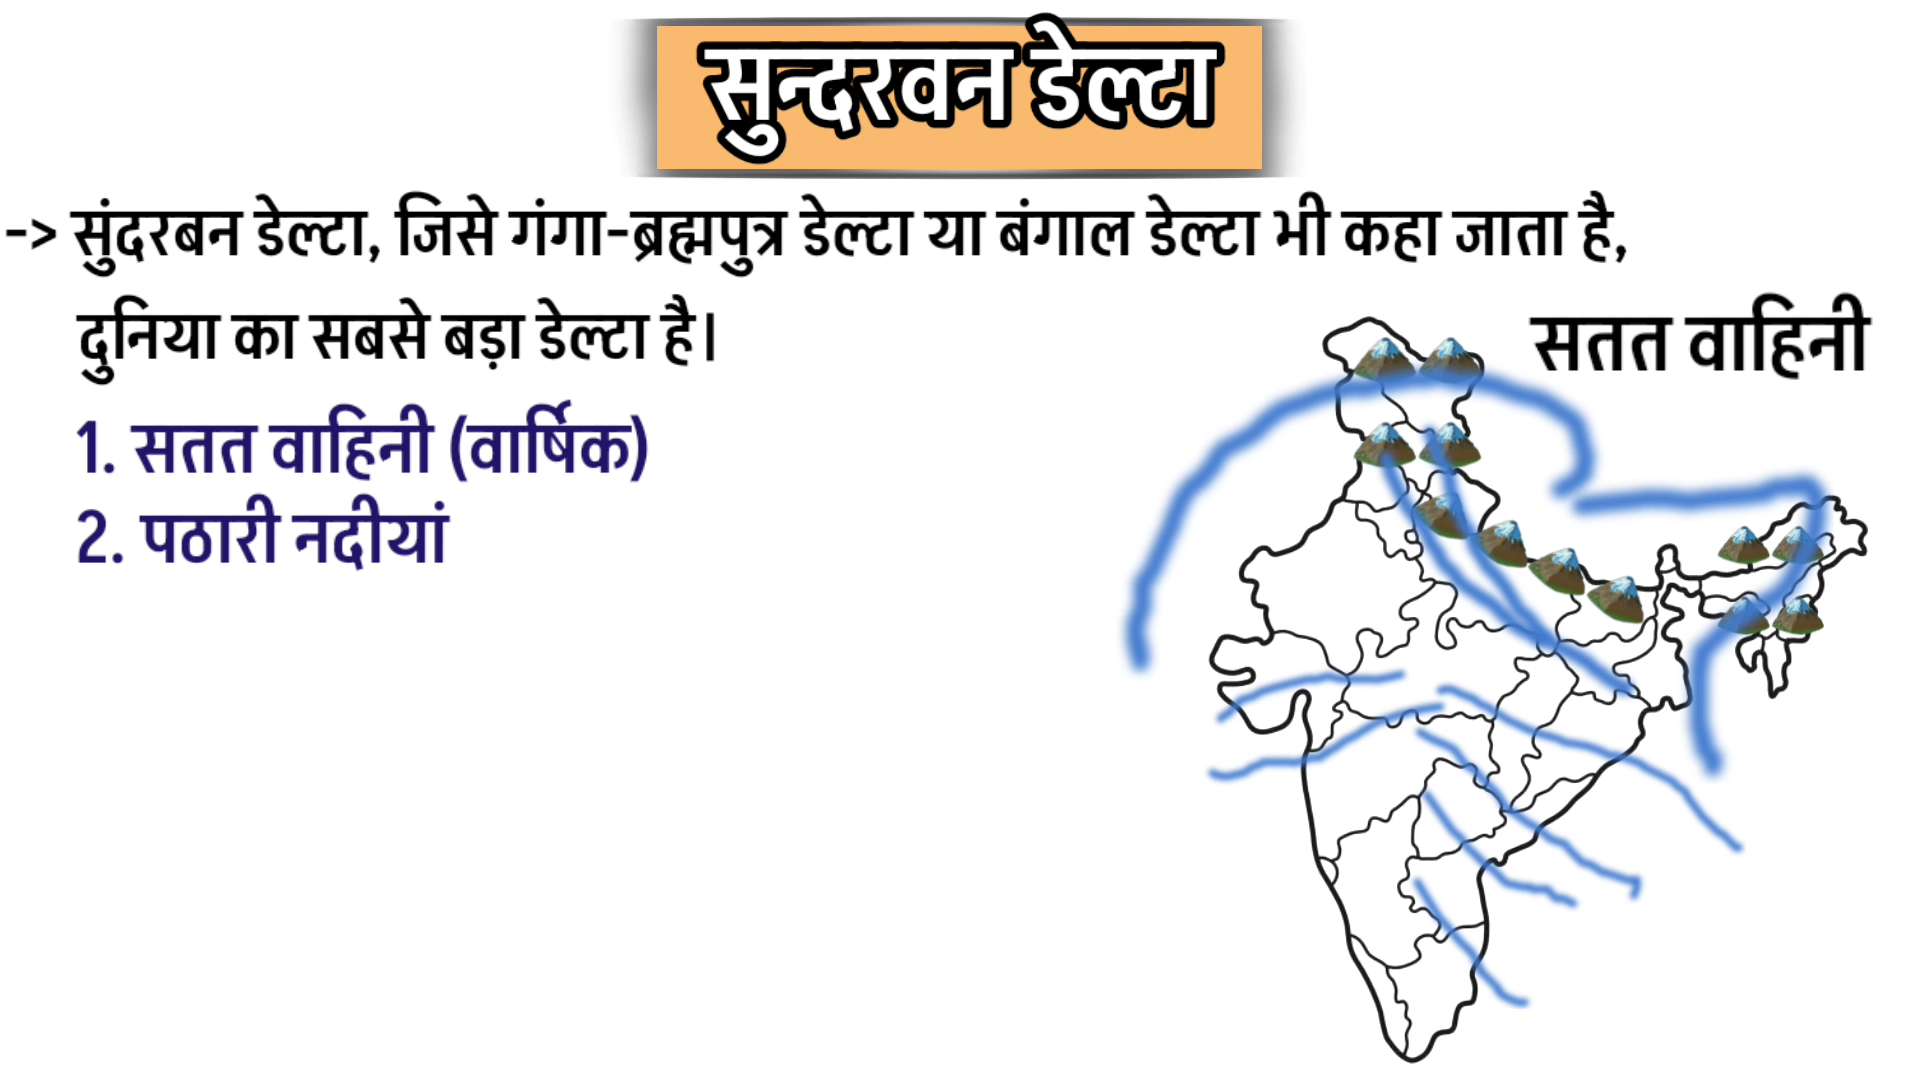 सुन्दरवन डेल्टा
-> सुंदरबन डेल्टा, जिसे गंगा-ब्रह्मपुत्र डेल्टा या बंगाल डेल्टा भी कहा जाता है,
दुनिया का सबसे बड़ा डेल्टा है।
सतत वाहिनी
1. सतत वाहिनी (वार्षिक)
2. पठारी नदीयां